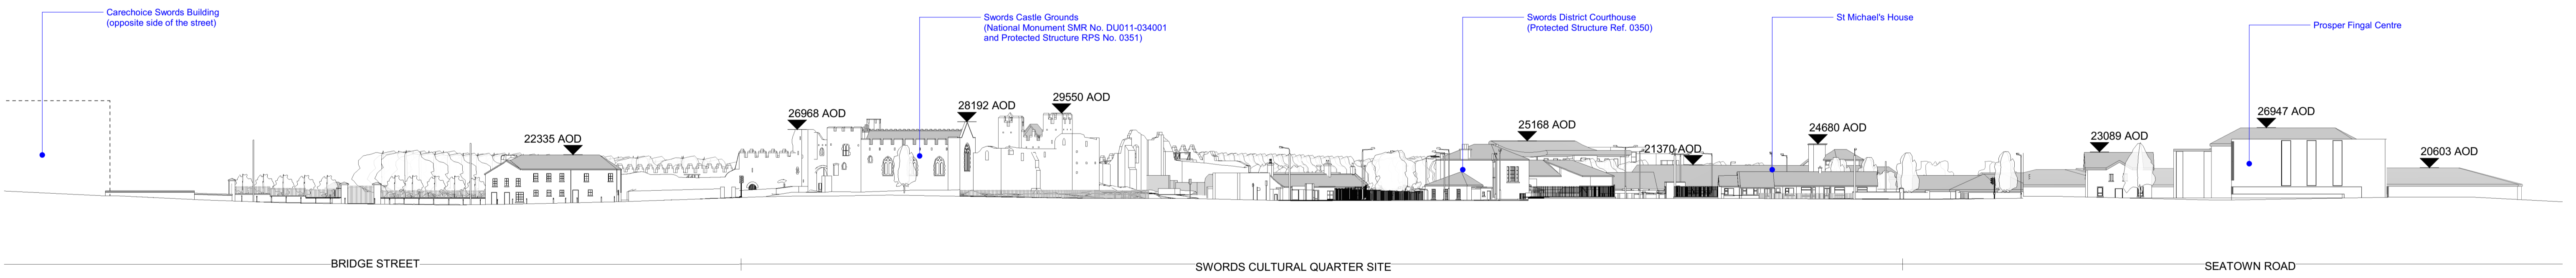 Carechoice Swords Building
(opposite side of the street)
Swords Castle Grounds
(National Monument SMR No. DU011-034001
and Protected Structure RPS No. 0351)
Swords District Courthouse
(Protected Structure Ref. 0350)
St Michael's House
Prosper Fingal Centre
22335 AOD
26968 AOD
28192 AOD
29550 AOD
25168 AOD
21370 AOD
24680 AOD
23089 AOD
26947 AOD
20603 AOD
BRIDGE STREET
SWORDS CULTURAL QUARTER SITE
SEATOWN ROAD